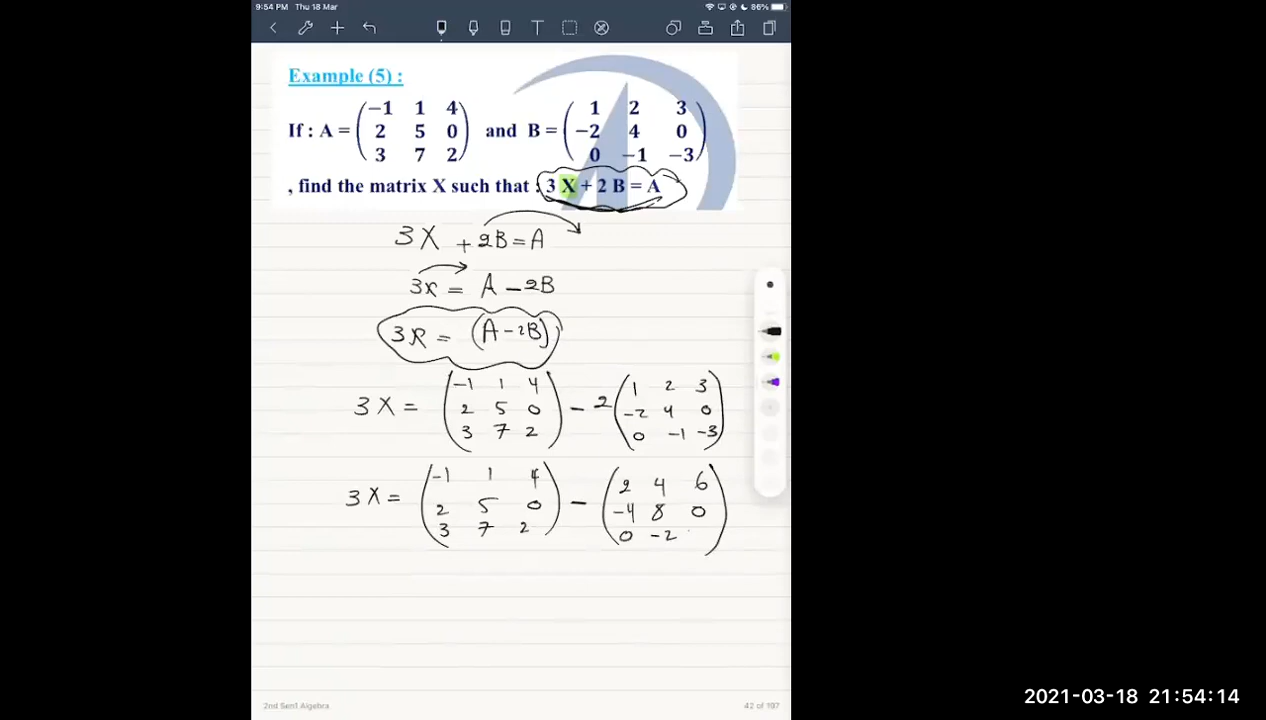 9:54 PM Thu 18 Mar 86%
Example (5) :
If : A = (−1 1 4
2 5 0
3 7 2) and B = (1 2 3
−2 4 0
0 −1 −3)
, find the matrix X such that : 3 X + 2 B = A
3X + 2B = A
3x = A − 2B
3X = (A − 2B)
3X = (−1 1 4
2 5 0
3 7 2) − 2 (1 2 3
−2 4 0
0 −1 −3)
3X = (−1 1 4
2 5 0
3 7 2) − (2 4 6
−4 8 0
0 −2)
2nd Sen1 Algebra 42 of 197
2021-03-18 21:54:14